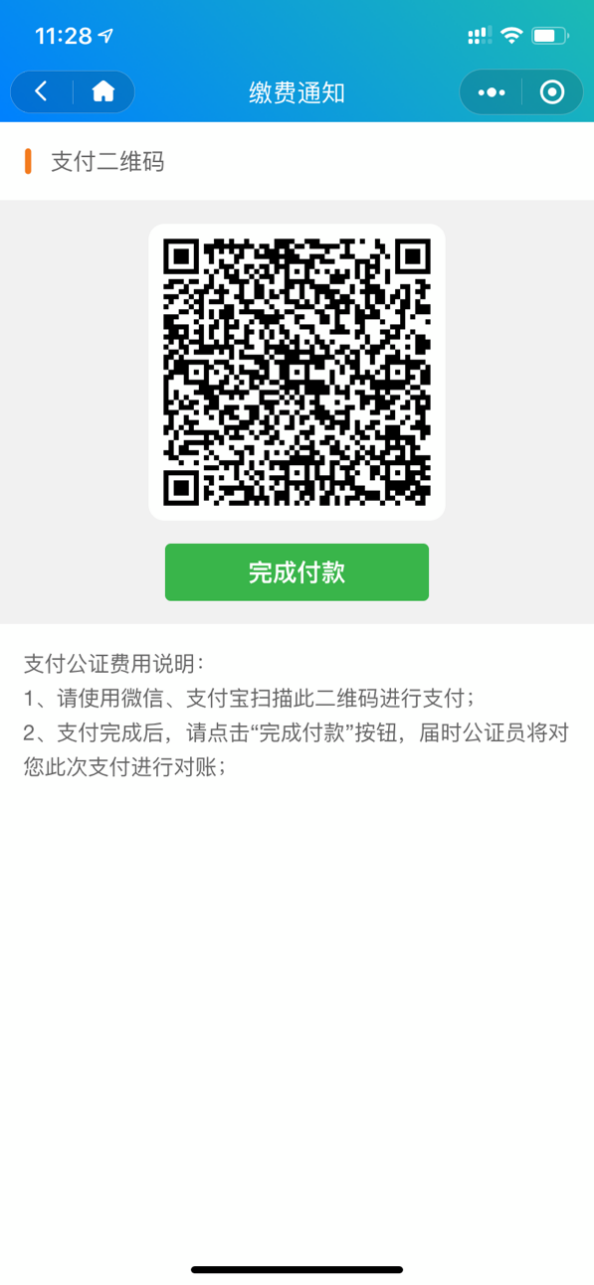 11:28
缴费通知
支付二维码
完成付款
支付公证费用说明：
1、请使用微信、支付宝扫描此二维码进行支付；
2、支付完成后，请点击“完成付款”按钮，届时公证员将对
您此次支付进行对账；